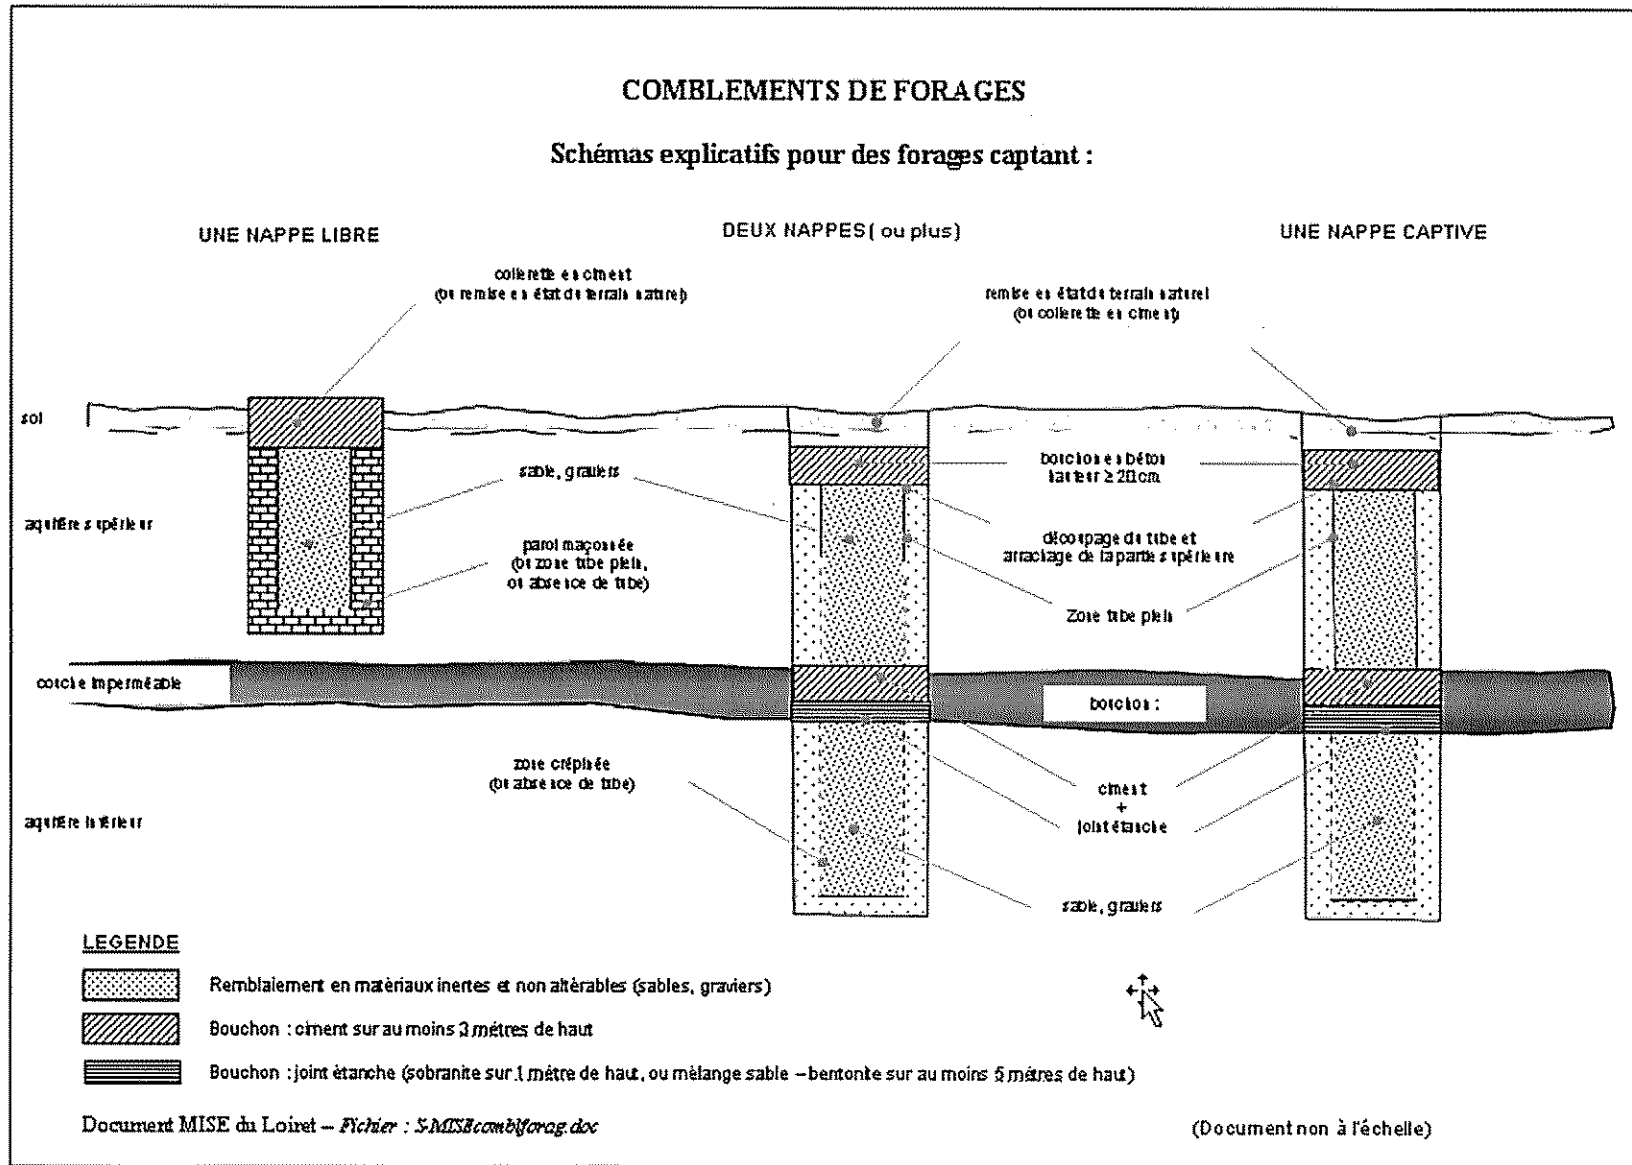 COMBLEMENTS DE FORAGES
Schémas explicatifs pour des forages captant :
UNE NAPPE LIBRE
DEUX NAPPES ( ou plus)
UNE NAPPE CAPTIVE
collerette en ciment
(ou remise en état du terrain naturel)
remise en état du terrain naturel
(ou collerette en ciment)
sol
sable, graviers
bouchon en béton
hauteur ≥ 20 cm
aquifère supérieur
paroi maçonnée
(ou zone tube plein,
ou absence de tube)
découpage du tube et
arrachage de la partie supérieure
Zone tube plein
couche imperméable
bouchon :
zone crépinée
(ou absence de tube)
ciment
+
joint étanche
aquifère inférieur
sable, graviers
LEGENDE
Remblaiement en matériaux inertes et non altérables (sables, graviers)
Bouchon : ciment sur au moins 3 mètres de haut
Bouchon : joint étanche (sobranite sur 1 mètre de haut, ou mélange sable – bentonite sur au moins 5 mètres de haut)
Document MISE du Loiret – Fichier : S-MISEcomblforag.doc
(Document non à l'échelle)